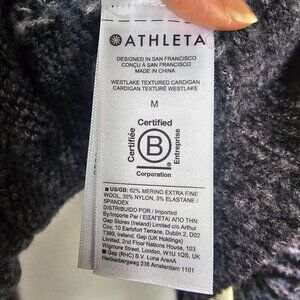 ATHLETA
DESIGNED IN SAN FRANCISCO
CONÇU À SAN FRANCISCO
MADE IN CHINA
WESTLAKE TEXTURED CARDIGAN
CARDIGAN TEXTURÉ WESTLAKE
M
Certified
Certifiée
B
Entreprise
Corporation
US/GB: 62% MERINO EXTRA FINE
WOOL, 35% NYLON, 3% ELASTANE /
SPANDEX
DISTRIBUIDO POR / Imported
By/Importé Par / ΕΙΣΑΓΕΤΑΙ ΑΠΟ ΤΗΝ:
Gap Stores (Ireland) Limited c/o Arthur
Cox, 10 Earlsfort Terrace, Dublin 2, D02
T380, Ireland, Gap (UK Holdings)
Limited, 2nd Floor Nations House, 103
Wigmore Street, London, W1U 1QS, UK
Gap (RHC) B.V. Luna Arena
Herikerbergweg 238 Amsterdam 1101